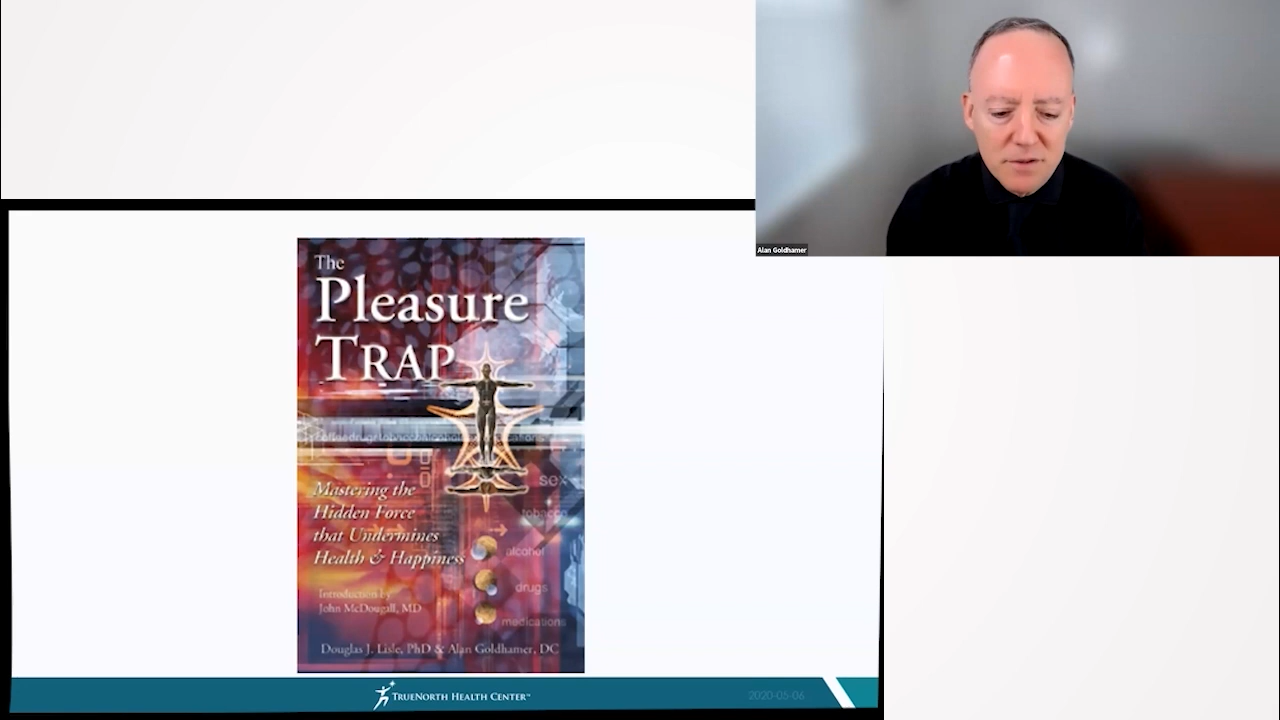 Alan Goldhamer
The
Pleasure
TRAP
Mastering the
Hidden Force
that Undermines
Health & Happiness
sex
tobacco
alcohol
drugs
medications
Introduction by
John McDougall, MD
Douglas J. Lisle, PhD & Alan Goldhamer, DC
TRUENORTH HEALTH CENTER™
2020-05-06